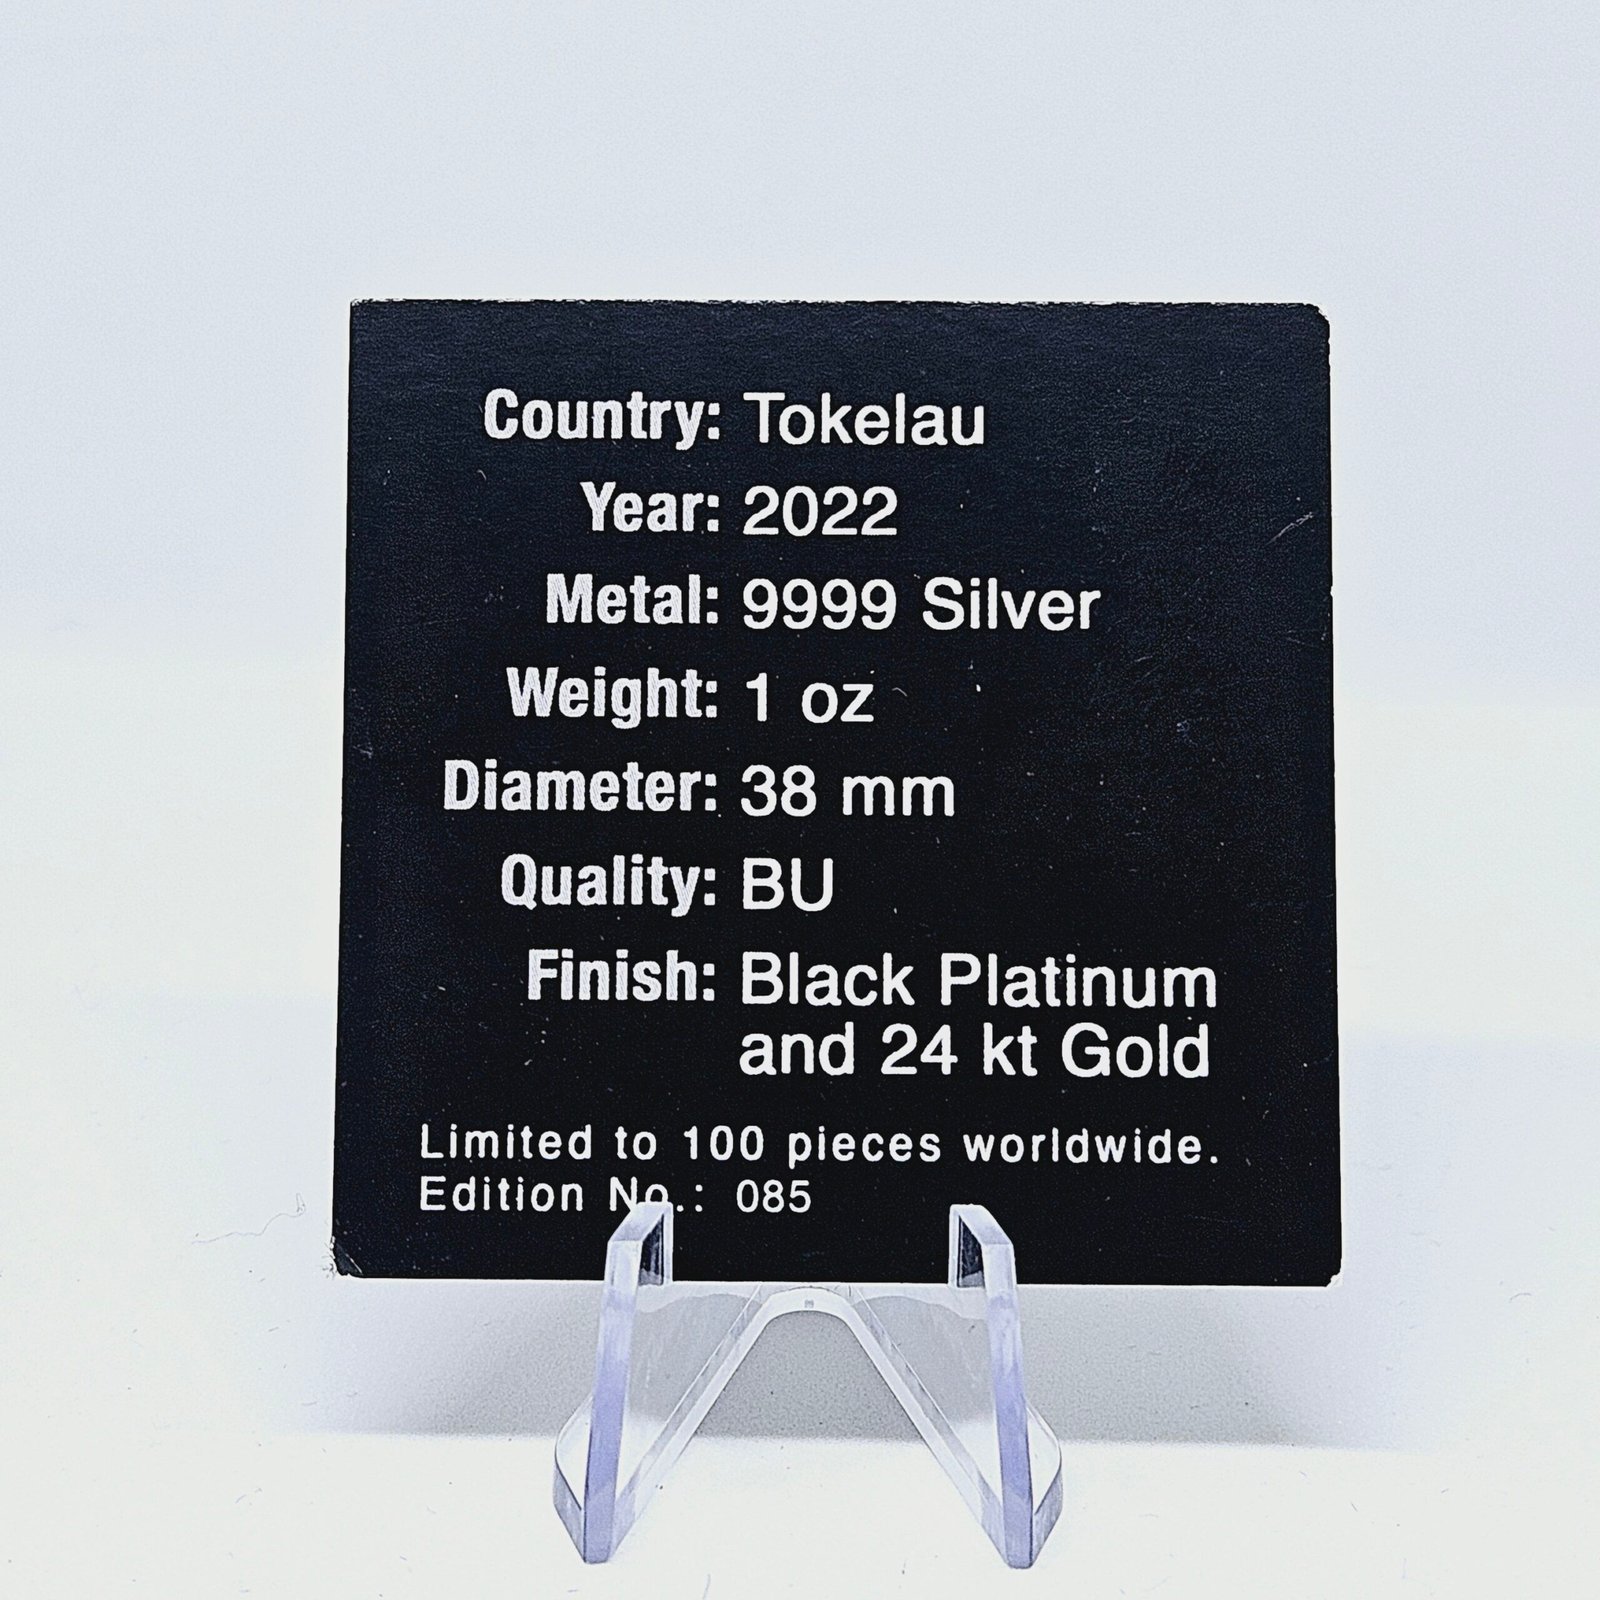 Country: Tokelau
Year: 2022
Metal: 9999 Silver
Weight: 1 oz
Diameter: 38 mm
Quality: BU
Finish: Black Platinum
and 24 kt Gold
Limited to 100 pieces worldwide.
Edition No.: 085